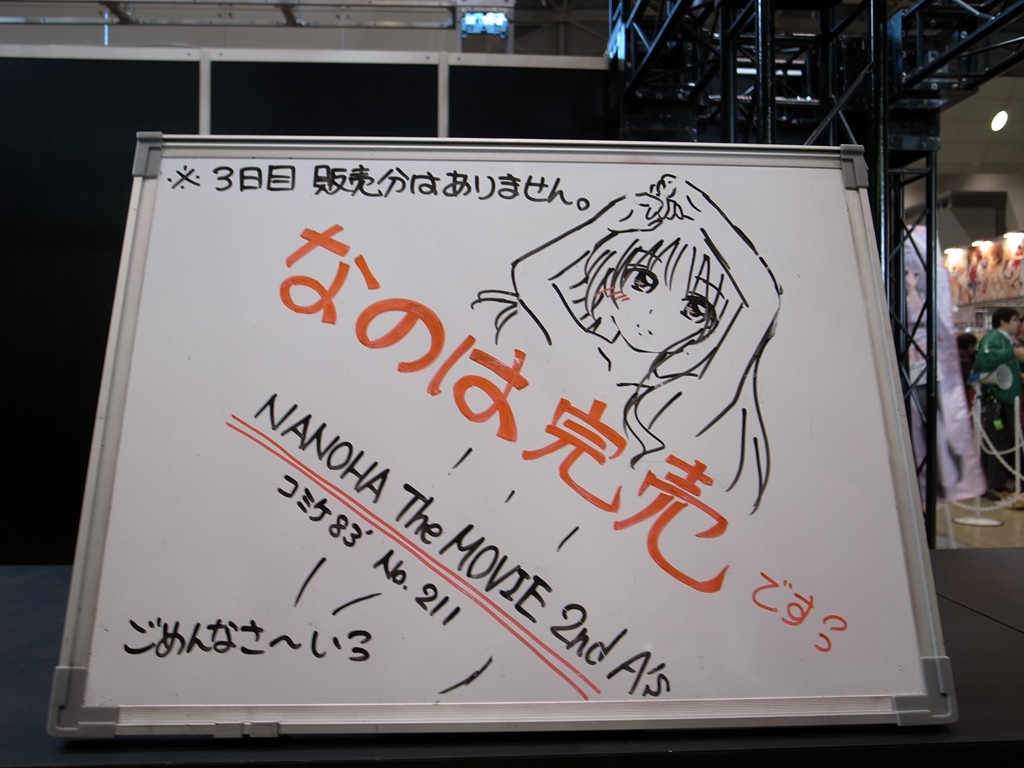 ※ 3日目 販売分はありません。
なのは完売です
NANOHA The MOVIE 2nd A's
コミケ83' No. 211
ごめんなさ～いっ